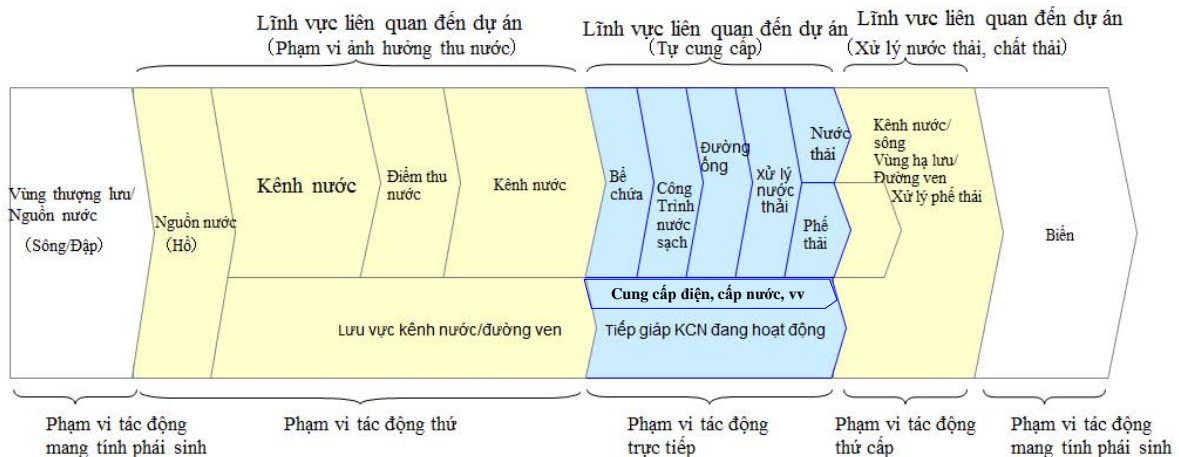 Lĩnh vực liên quan đến dự án
(Phạm vi ảnh hưởng thu nước)
Lĩnh vực liên quan đến dự án
(Tự cung cấp)
Lĩnh vưc liên quan đến dự án
(Xử lý nước thải, chất thải)
Vùng thượng lưu/
Nguồn nước
(Sông/Đập)
Nguồn nước
(Hồ)
Kênh nước
Điểm thu
nước
Kênh nước
Bể
chứa
Công
Trình
nước
sạch
Đường
ống
Xử lý
nước
thải
Nước
thải
Phế
thải
Kênh nước/
sông
Vùng hạ lưu/
Đường ven
Xử lý phế thải
Biển
Cung cấp điện, cấp nước, vv
Lưu vực kênh nước/đường ven
Tiếp giáp KCN đang hoạt động
Phạm vi tác động
mang tính phái sinh
Phạm vi tác động thứ
Phạm vi tác động
trực tiếp
Phạm vi tác động
thứ cấp
Phạm vi tác động
mang tính phái sinh